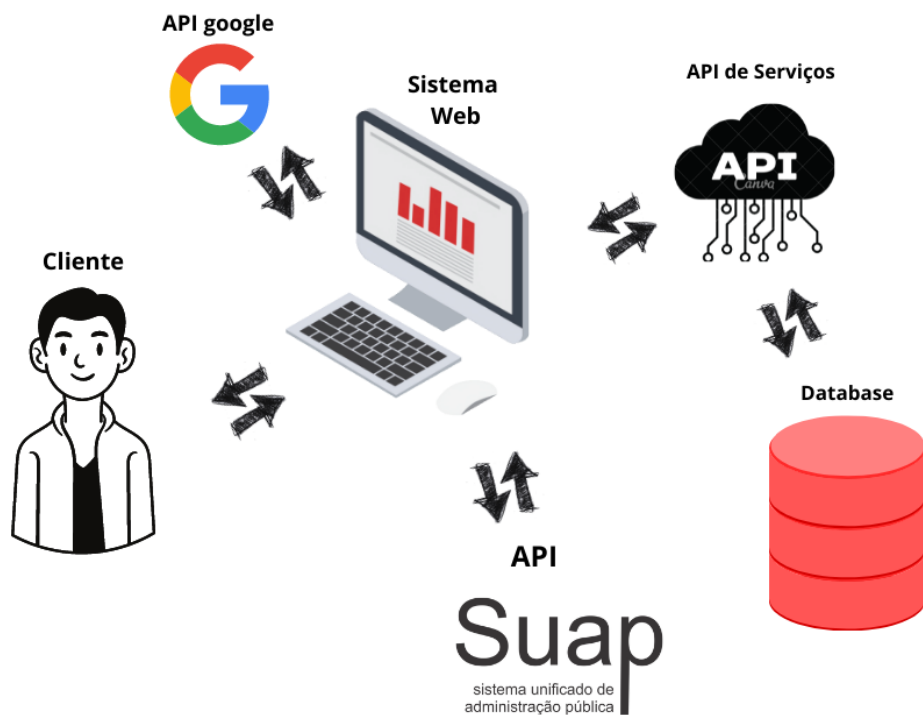 API google
Sistema
Web
API de Serviços
API
Canva
Cliente
Database
API
Suap
sistema unificado de
administração pública